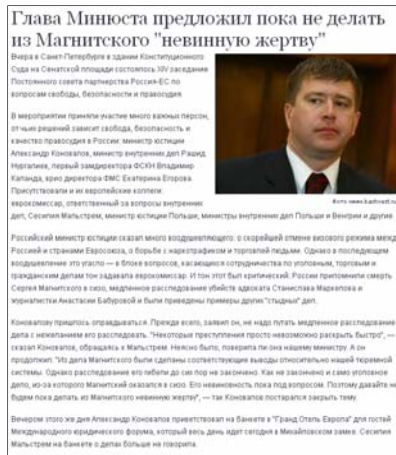 Глава Минюста предложил пока не делать
из Магнитского "невинную жертву"
Вчера в Санкт-Петербурге в здании Конституционного
Суда на Сенатской площади состоялось XIV заседание
Постоянного совета партнерства Россия-ЕС по
вопросам свободы, безопасности и правосудия.
В мероприятии приняли участие много важных персон,
от чьих решений зависит свобода, безопасность и
качество правосудия в России: министр юстиции
Александр Коновалов, министр внутренних дел Рашид
Нургалиев, первый замдиректора ФСКН Владимир
Каланда, врио директора ФМС Екатерина Егорова.
Присутствовали и их европейские коллеги:
еврокомиссар, ответственный за вопросы внутренних
Фото www.bashvest.ru
дел, Сесилия Мальстрем, министр юстиции Польши, министры внутренних дел Польши и Венгрии и другие.
Российский министр юстиции сказал много воодушевляющего: о скорейшей отмене визового режима между
Россией и странами Евросоюза, о борьбе с наркотрафиком и торговлей людьми. Однако в последующем
воодушевление это угасло — в блоке вопросов, касающихся сотрудничества по уголовным, торговым и
гражданским делам тон задавала еврокомиссар. И тон этот был критический. России припомнили смерть
Сергея Магнитского в сизо, медленное расследование убийств адвоката Станислава Маркелова и
журналистки Анастасии Бабуровой и были приведены примеры других "стыдных" дел.
Коновалову пришлось оправдываться. Прежде всего, заявил он, не надо путать медленное расследование
дела с нежеланием его расследовать. "Некоторые преступления просто невозможно раскрыть быстро", —
сказал Коновалов, обращаясь к Мальстрем. Неясно было, поверила ли она нашему министру. А он
продолжил: "Из дела Магнитского были сделаны соответствующие выводы относительно нашей тюремной
системы. Однако расследование его гибели до сих пор не закончено. Как не закончено и само уголовное
дело, из-за которого Магнитский оказался в сизо. Его невиновность пока под вопросом. Поэтому давайте не
будем пока делать из Магнитского невинную жертву", — так Коновалов постарался закрыть тему.
Вечером этого же дня Александр Коновалов приветствовал на банкете в "Гранд Отель Европа" для гостей
Международного юридического форума, который весь день идет сегодня в Михайловском замке. Сесилия
Мальстрем на банкете о делах больше не говорила.